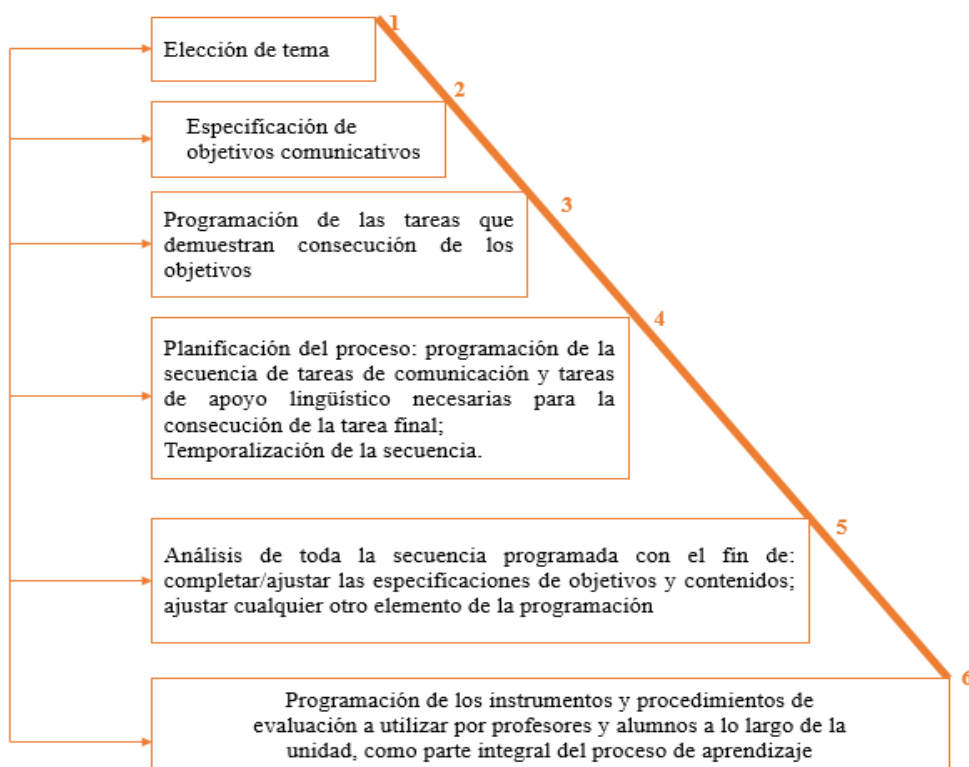 1
Elección de tema
2
Especificación de
objetivos comunicativos
3
Programación de las tareas que
demuestran consecución de los
objetivos
4
Planificación del proceso: programación de la
secuencia de tareas de comunicación y tareas
de apoyo lingüístico necesarias para la
consecución de la tarea final;
Temporalización de la secuencia.
5
Análisis de toda la secuencia programada con el fin de:
completar/ajustar las especificaciones de objetivos y contenidos;
ajustar cualquier otro elemento de la programación
6
Programación de los instrumentos y procedimientos de
evaluación a utilizar por profesores y alumnos a lo largo de la
unidad, como parte integral del proceso de aprendizaje